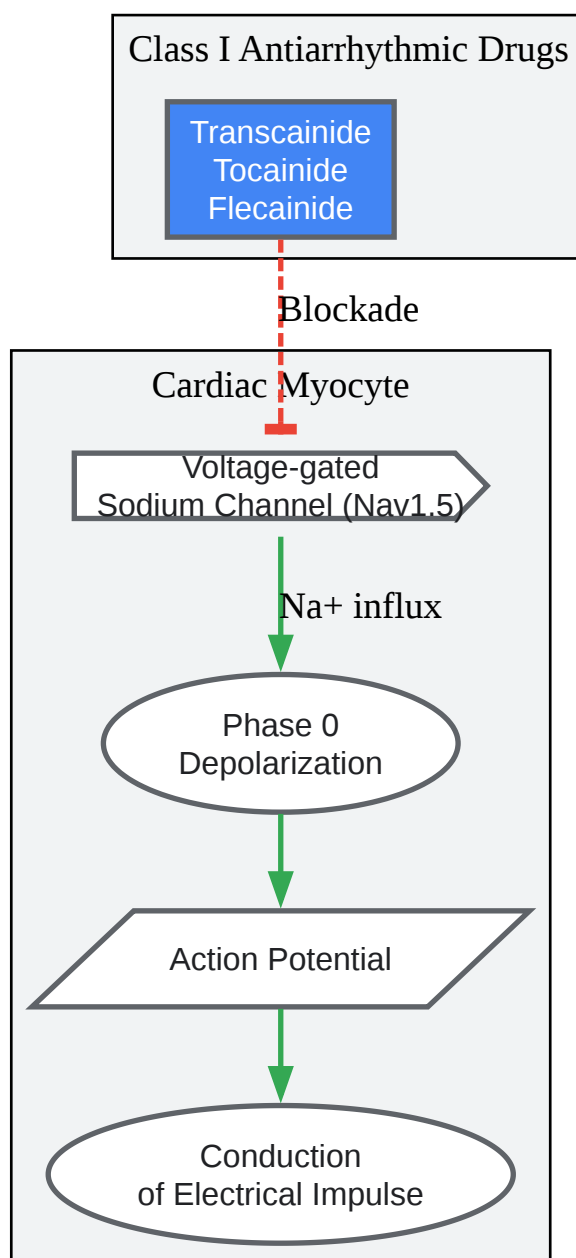 Class I Antiarrhythmic Drugs
Transcainide
Tocainide
Flecainide
Blockade
Cardiac Myocyte
Voltage-gated
Sodium Channel (Nav1.5)
Na+ influx
Phase 0
Depolarization
Action Potential
Conduction
of Electrical Impulse